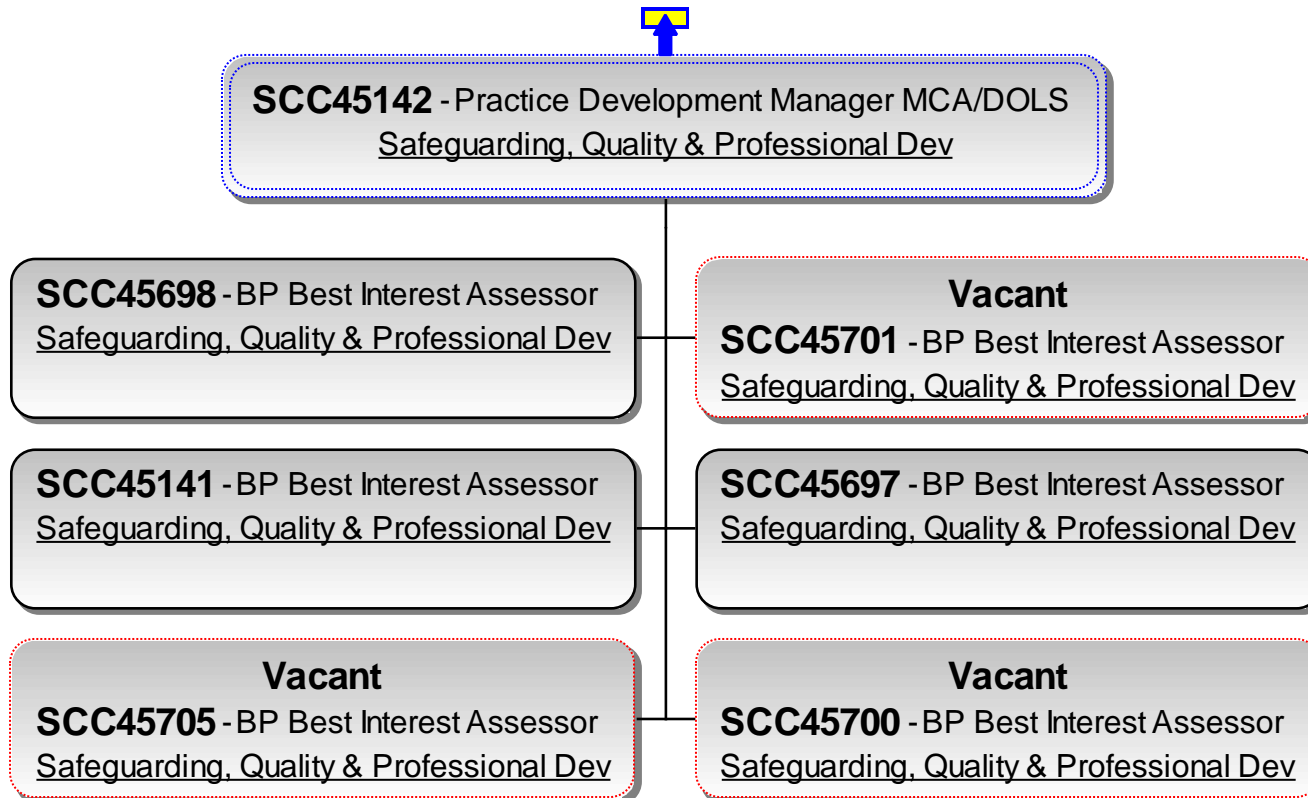 SCC45142 - Practice Development Manager MCA/DOLS
Safeguarding, Quality & Professional Dev
SCC45698 - BP Best Interest Assessor
Safeguarding, Quality & Professional Dev
Vacant
SCC45701 - BP Best Interest Assessor
Safeguarding, Quality & Professional Dev
SCC45141 - BP Best Interest Assessor
Safeguarding, Quality & Professional Dev
SCC45697 - BP Best Interest Assessor
Safeguarding, Quality & Professional Dev
Vacant
SCC45705 - BP Best Interest Assessor
Safeguarding, Quality & Professional Dev
Vacant
SCC45700 - BP Best Interest Assessor
Safeguarding, Quality & Professional Dev